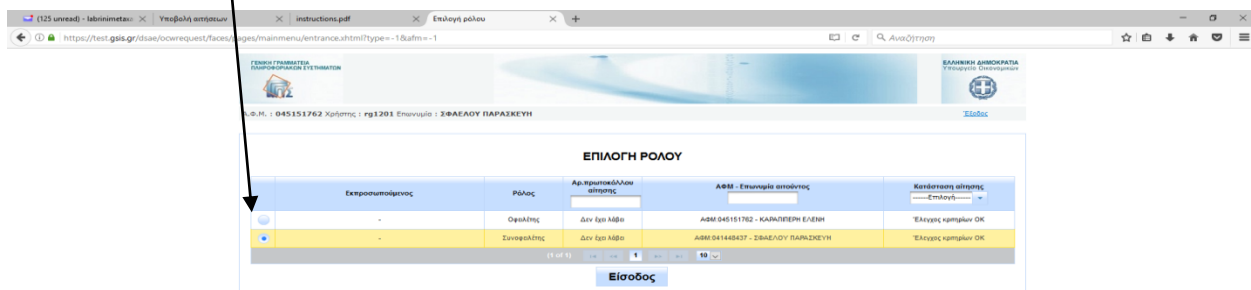 (125 unread) - labrinimetaxa
Υποβολή αιτήσεων
instructions.pdf
Επιλογή ρόλου
https://test.gsis.gr/dsae/ocwrequest/faces/pages/mainmenu/entrance.xhtml?type=-1&afm=-1
Αναζήτηση
ΓΕΝΙΚΗ ΓΡΑΜΜΑΤΕΙΑ
ΠΛΗΡΟΦΟΡΙΑΚΩΝ ΣΥΣΤΗΜΑΤΩΝ
ΕΛΛΗΝΙΚΗ ΔΗΜΟΚΡΑΤΙΑ
Υπουργείο Οικονομικών
Α.Φ.Μ. : 045151762 Χρήστης : rg1201 Επωνυμία : ΣΦΑΕΛΟΥ ΠΑΡΑΣΚΕΥΗ
Έξοδος
ΕΠΙΛΟΓΗ ΡΟΛΟΥ
Εκπροσωπούμενος
Ρόλος
Αρ.πρωτοκόλλου
αίτησης
ΑΦΜ - Επωνυμία αιτούντος
Κατάσταση αίτησης
------Επιλογή------
-
Οφειλέτης
Δεν έχει λάβει
ΑΦΜ:045151762 - ΚΑΡΑΠΙΠΕΡΗ ΕΛΕΝΗ
Έλεγχος κριτηρίων ΟΚ
-
Συνοφειλέτης
Δεν έχει λάβει
ΑΦΜ:041448437 - ΣΦΑΕΛΟΥ ΠΑΡΑΣΚΕΥΗ
Έλεγχος κριτηρίων ΟΚ
(1 of 1)
1
10
Είσοδος